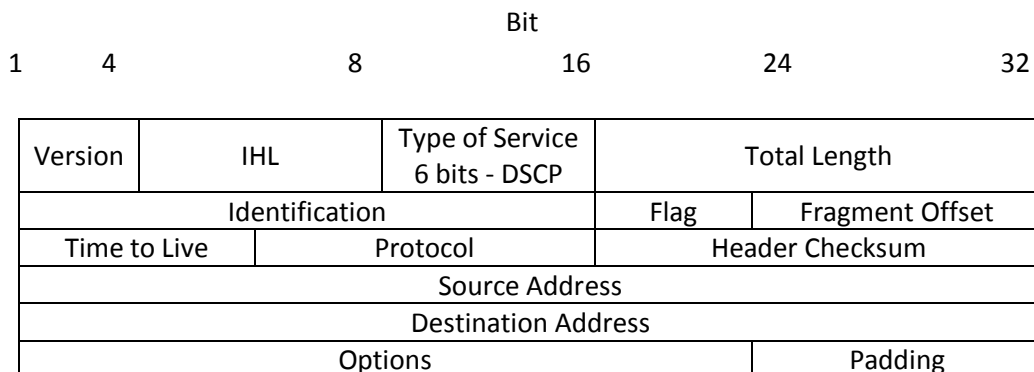 Bit
1 4 8 16 24 32
Version IHL Type of Service 6 bits - DSCP Total Length
Identification Flag Fragment Offset
Time to Live Protocol Header Checksum
Source Address
Destination Address
Options Padding